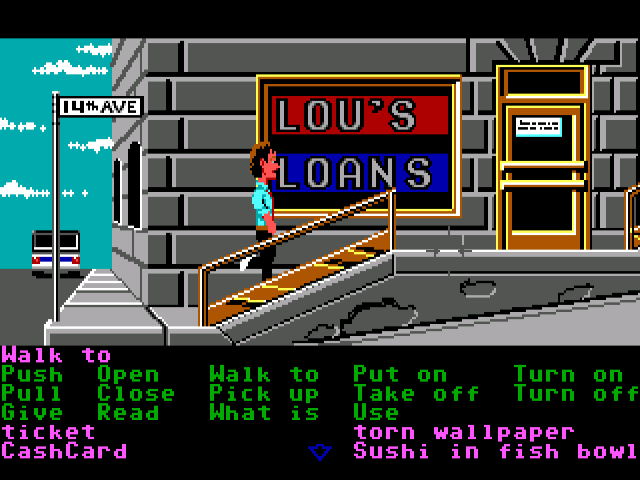 14th AVE
LOU'S
LOANS
Walk to
Push Open Walk to Put on Turn on
Pull Close Pick up Take off Turn off
Give Read What is Use
ticket torn wallpaper
CashCard Sushi in fish bowl